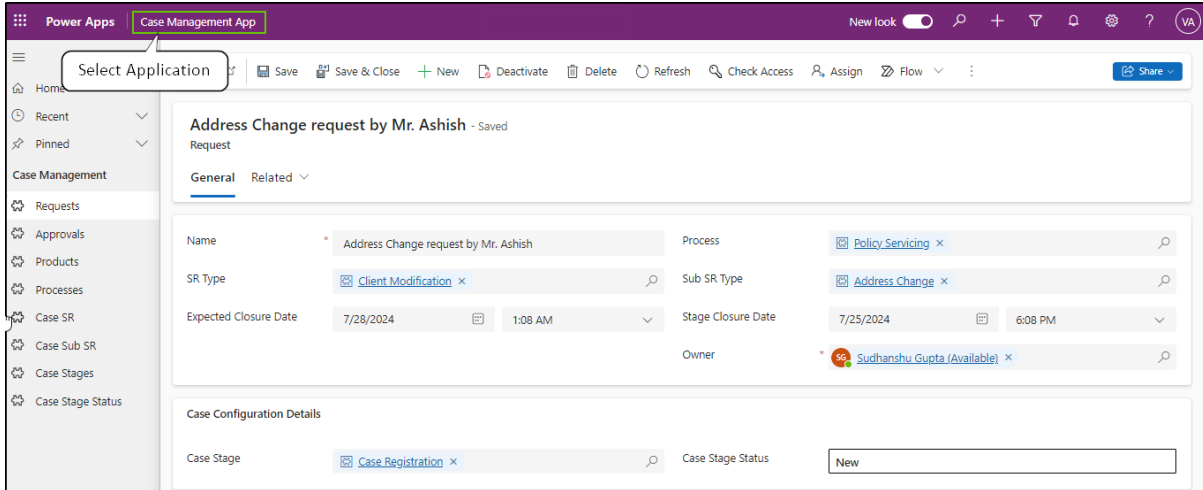 Power Apps Case Management App New look VA
Select Application Save Save & Close New Deactivate Delete Refresh Check Access Assign Flow Share
Home
Recent
Pinned
Case Management
Requests
Approvals
Products
Processes
Case SR
Case Sub SR
Case Stages
Case Stage Status
Address Change request by Mr. Ashish - Saved
Request
General Related
Name * Address Change request by Mr. Ashish Process Policy Servicing
SR Type Client Modification Sub SR Type Address Change
Expected Closure Date 7/28/2024 1:08 AM Stage Closure Date 7/25/2024 6:08 PM
Owner * SG Sudhanshu Gupta (Available)
Case Configuration Details
Case Stage Case Registration Case Stage Status New